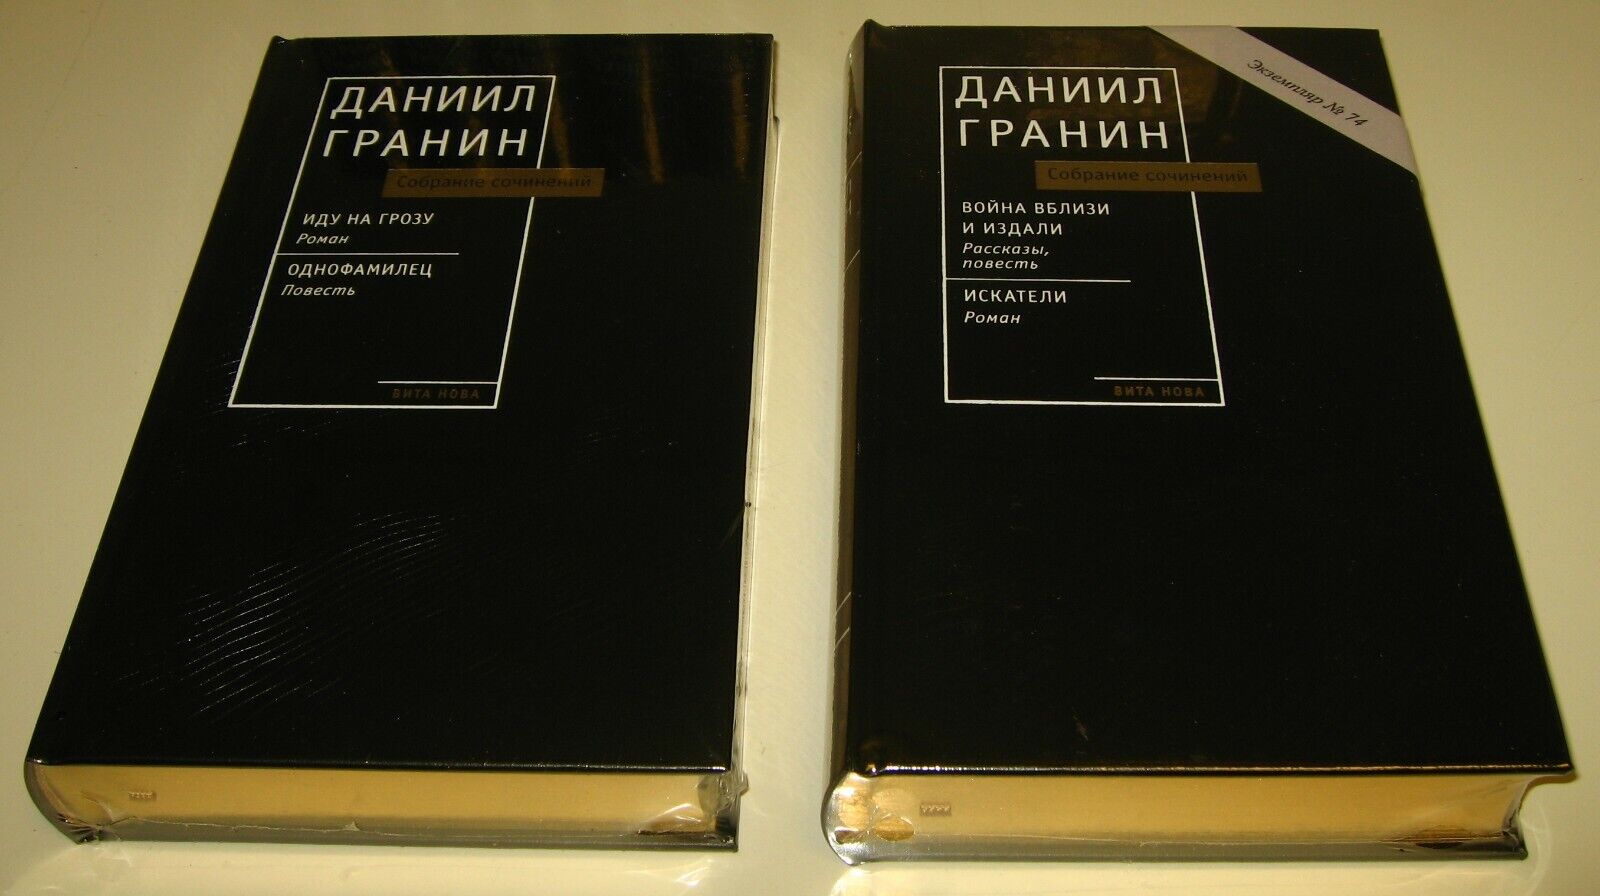 ДАНИИЛ
ГРАНИН
Собрание сочинений
ИДУ НА ГРОЗУ
Роман
ОДНОФАМИЛЕЦ
Повесть
ВИТА НОВА
ДАНИИЛ
ГРАНИН
Собрание сочинений
ВОЙНА ВБЛИЗИ
И ИЗДАЛИ
Рассказы,
повесть
ИСКАТЕЛИ
Роман
ВИТА НОВА
Экземпляр № 74